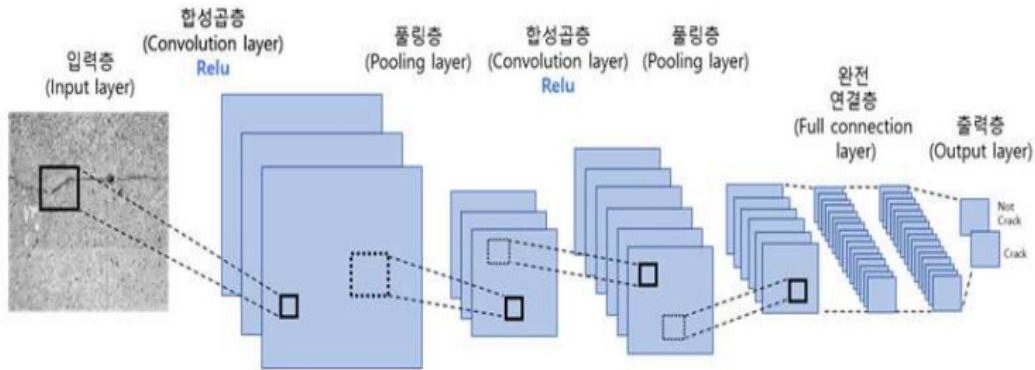 입력층
(Input layer)
합성곱층
(Convolution layer)
Relu
풀링층
(Pooling layer)
합성곱층
(Convolution layer)
Relu
풀링층
(Pooling layer)
완전
연결층
(Full connection
layer)
출력층
(Output layer)
Not
Crack
Crack